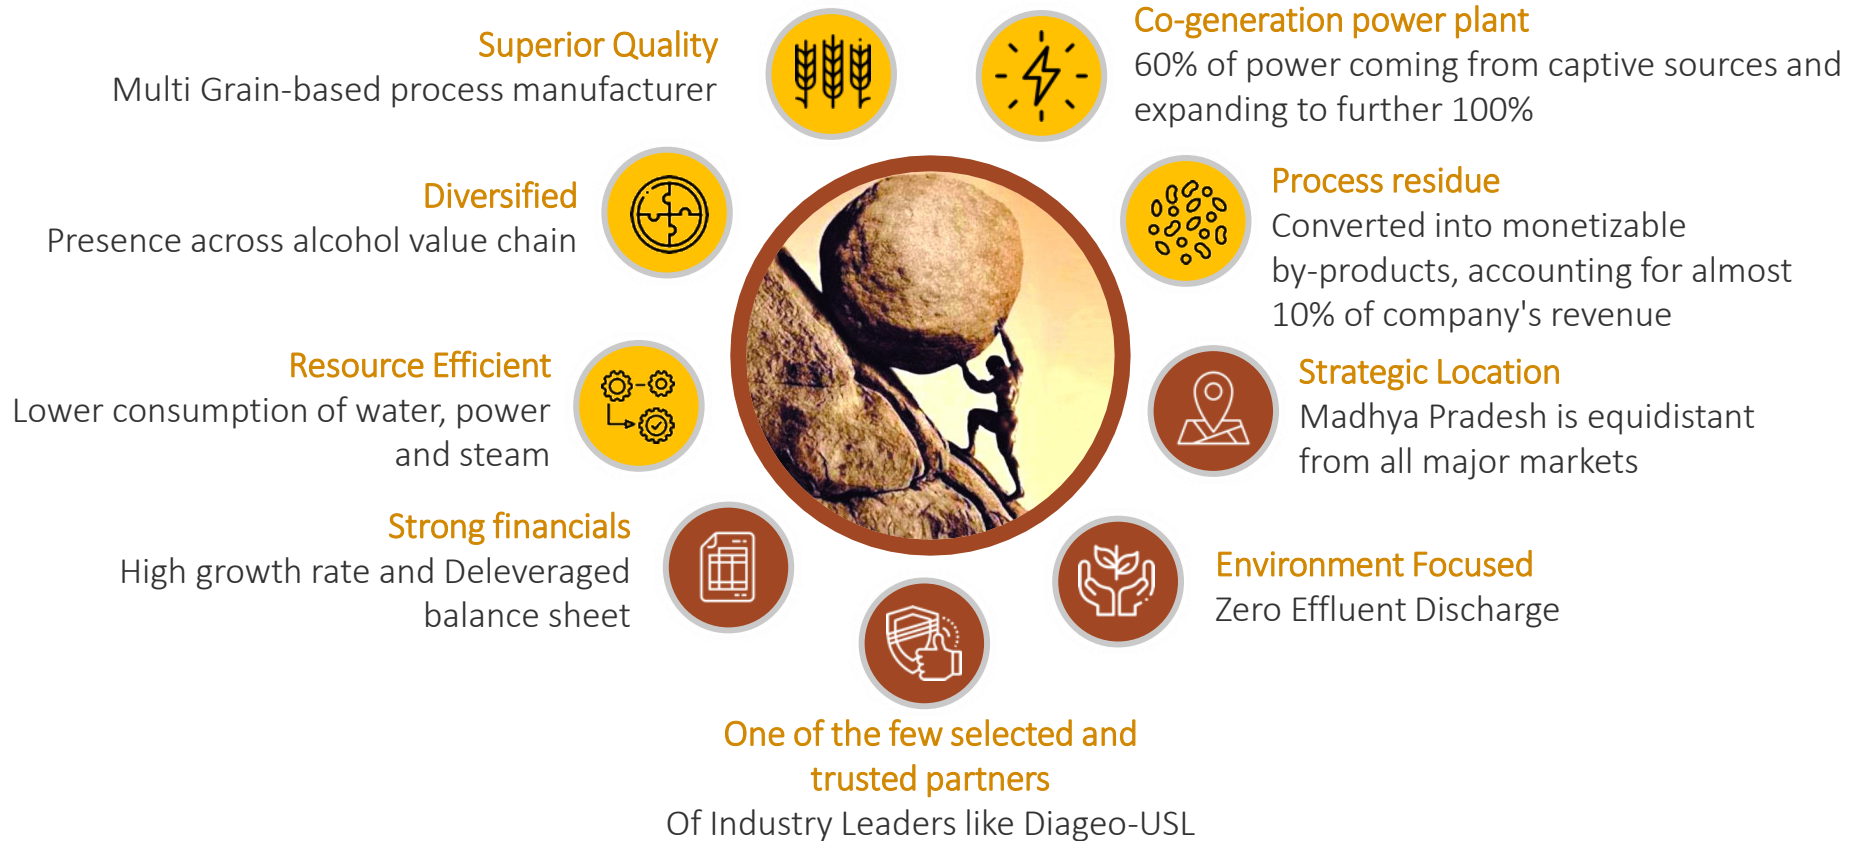 Superior Quality
Multi Grain-based process manufacturer
Co-generation power plant
60% of power coming from captive sources and
expanding to further 100%
Diversified
Presence across alcohol value chain
Process residue
Converted into monetizable
by-products, accounting for almost
10% of company's revenue
Resource Efficient
Lower consumption of water, power
and steam
Strategic Location
Madhya Pradesh is equidistant
from all major markets
Strong financials
High growth rate and Deleveraged
balance sheet
Environment Focused
Zero Effluent Discharge
One of the few selected and
trusted partners
Of Industry Leaders like Diageo-USL